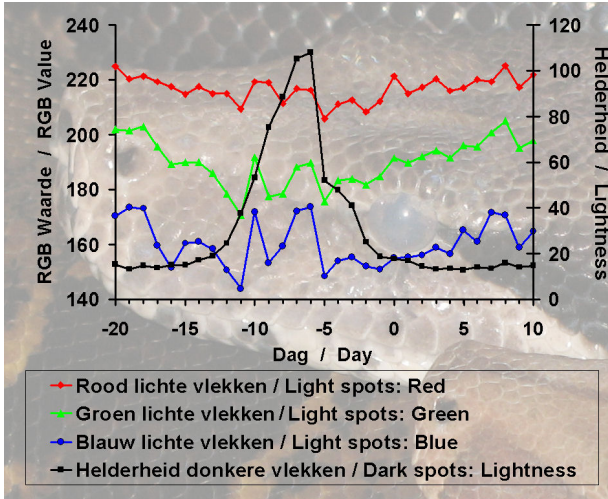 240
220
200
180
160
140
RGB Waarde / RGB Value
120
100
80
60
40
20
0
Helderheid / Lightness
-20 -15 -10 -5 0 5 10
Dag / Day
Rood lichte vlekken / Light spots: Red
Groen lichte vlekken / Light spots: Green
Blauw lichte vlekken / Light spots: Blue
Helderheid donkere vlekken / Dark spots: Lightness